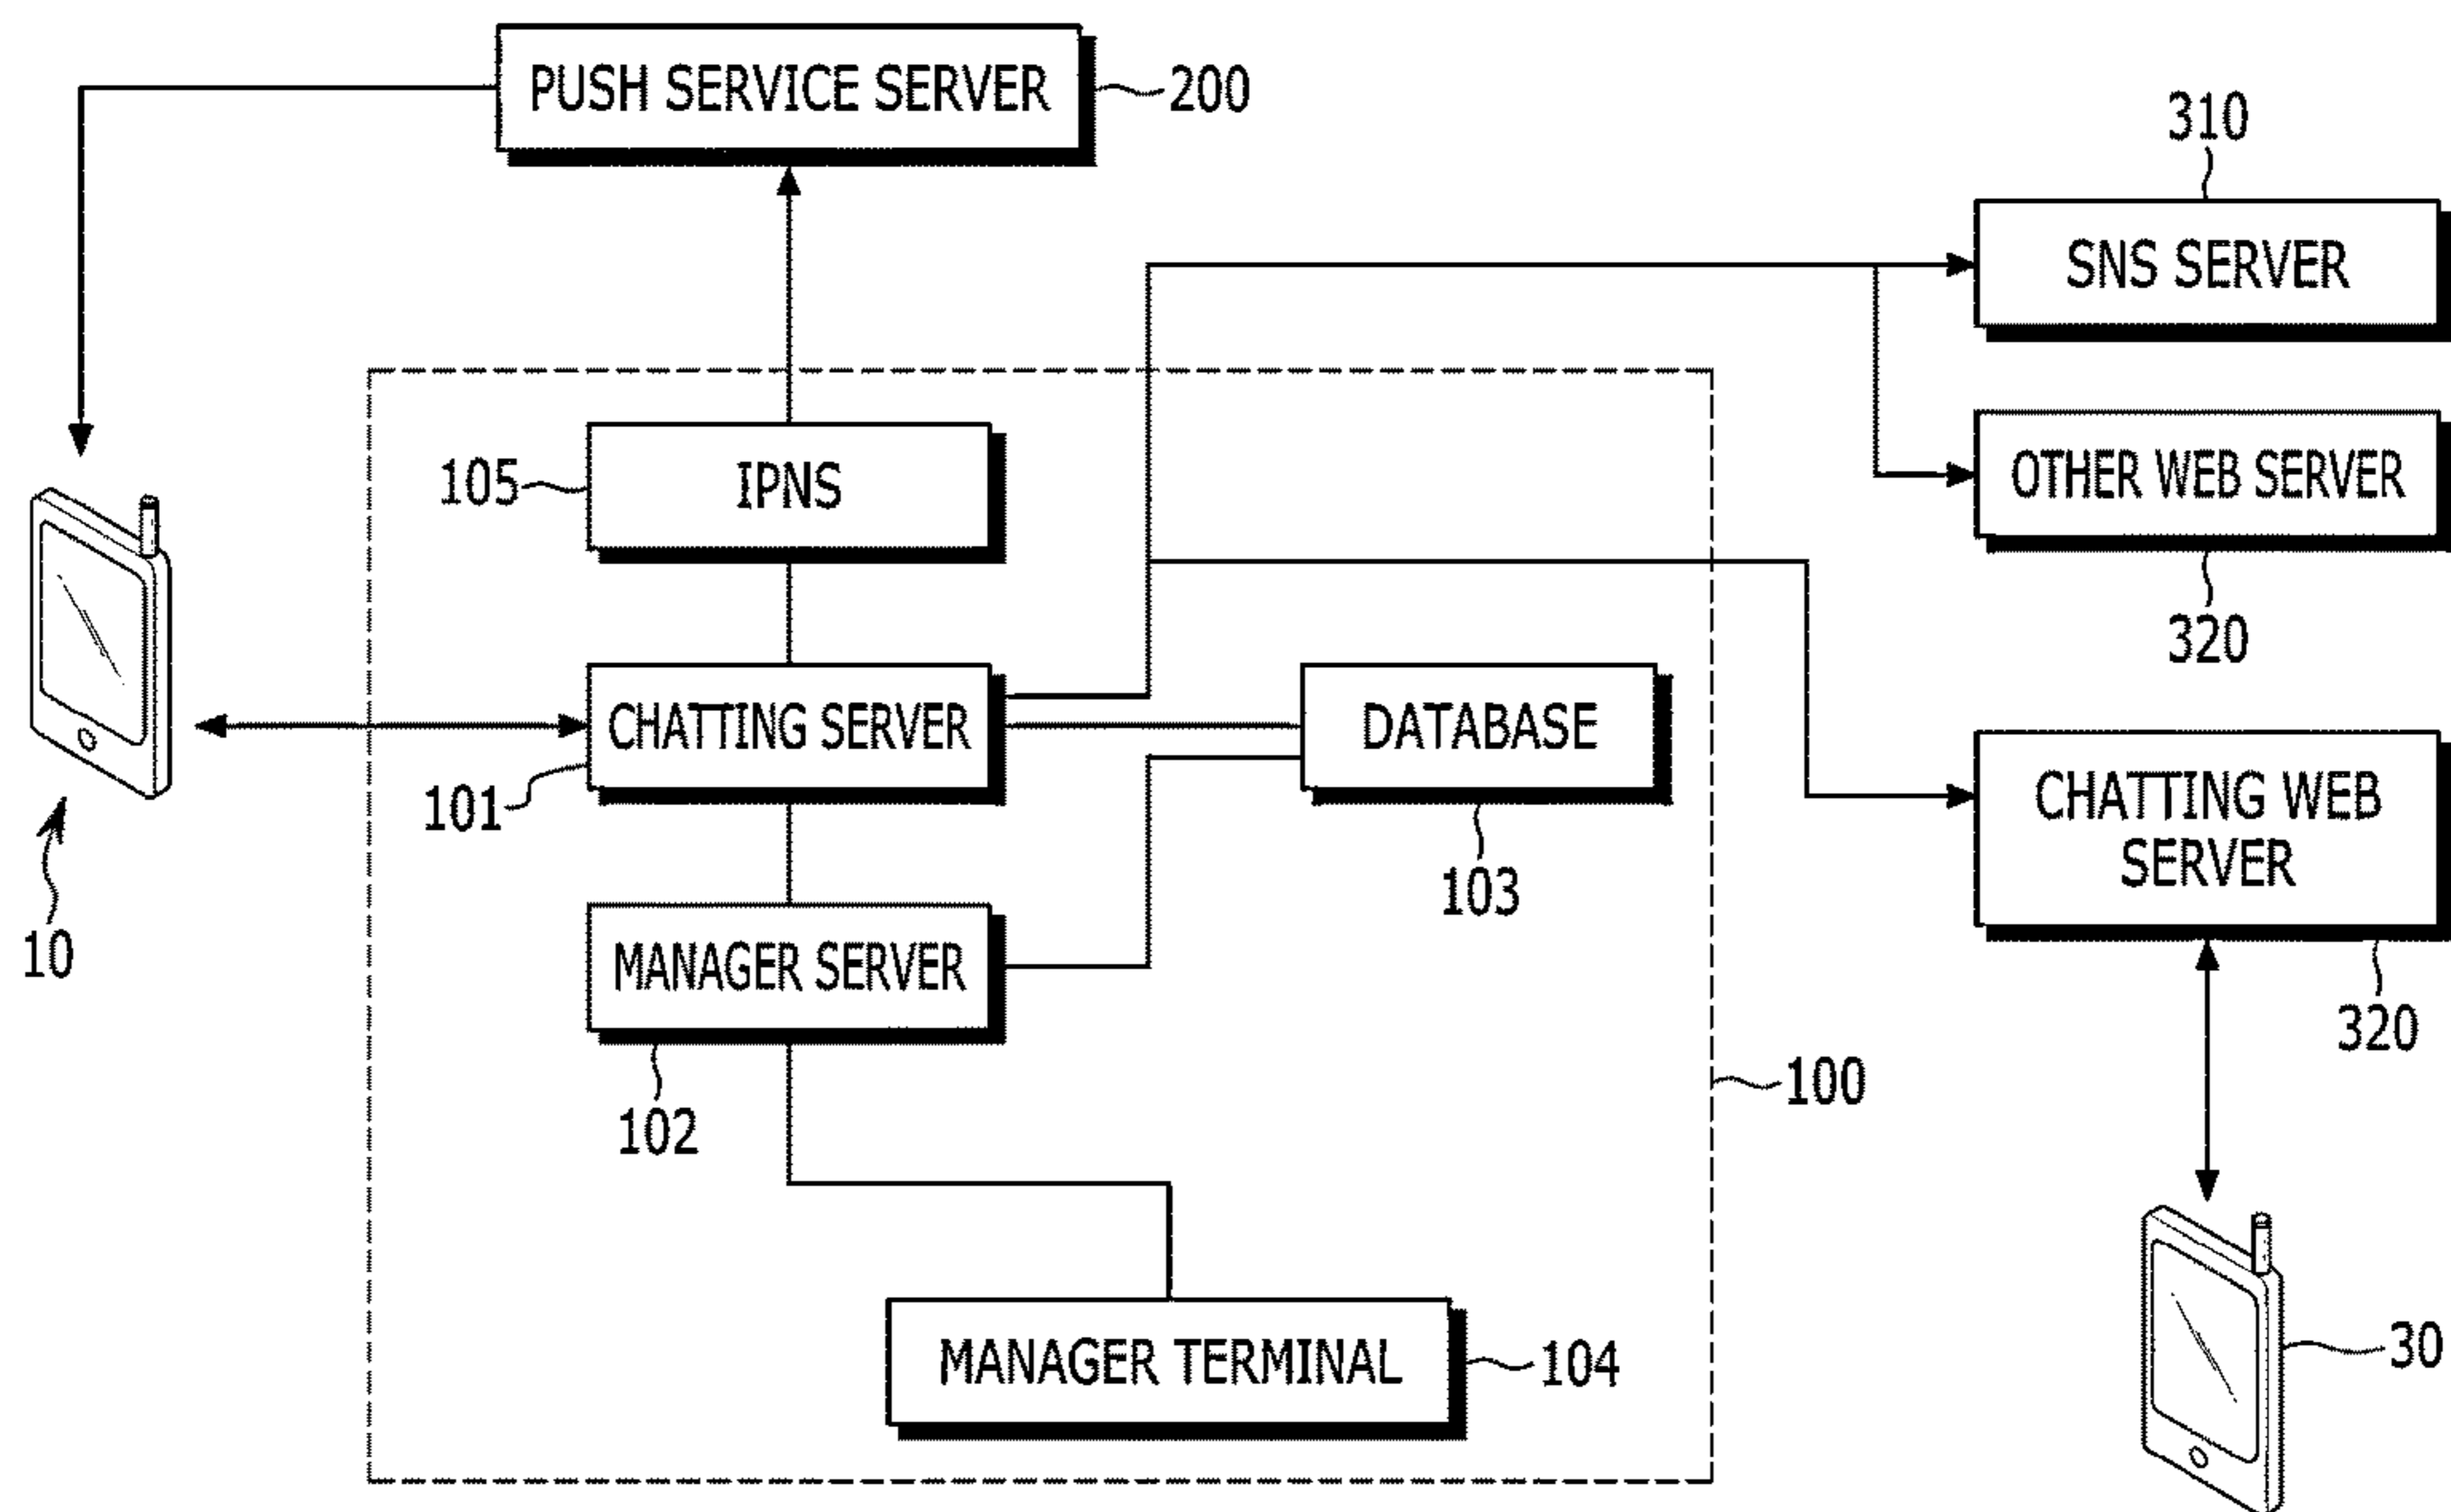 PUSH SERVICE SERVER
200
310
SNS SERVER
105
IPNS
OTHER WEB SERVER
320
CHATTING SERVER
101
DATABASE
103
CHATTING WEB
SERVER
320
10
MANAGER SERVER
102
100
MANAGER TERMINAL
104
30